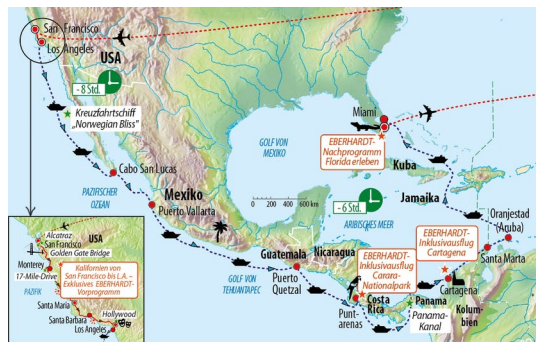 San Francisco
Los Angeles
USA
- 8 Std.
Kreuzfahrtschiff
„Norwegian Bliss"
Miami
EBERHARDT-
Nachprogramm
Florida erleben
GOLF VON
MEXIKO
Kuba
Cabo San Lucas
PAZIFISCHER
OZEAN
Mexiko
Puerto Vallarta
0 200 400 600 km
- 6 Std.
Jamaika
ARIBISCHES MEER
Oranjestad
(Aruba)
EBERHARDT-
Inklusivausflug
Cartagena
Santa Marta
Guatemala
Nicaragua
EBERHARDT-
Inklusivausflug
Carara
Nationalpark
GOLF VON
TEHUNTAPEC
Puerto
Quetzal
Punt-
arenas
Costa
Rica
Panama
Panama-
Kanal
Cartagena
Kolum-
bien
Alcatraz
USA
San Francisco
Golden Gate Bridge
Monterey
17-Mile-Drive
Kalifornien von
San Francisco bis L.A. –
Exklusives EBERHARDT-
Vorprogramm
PAZIFIK
Santa Maria
Hollywood
Santa Barbara
Los Angeles